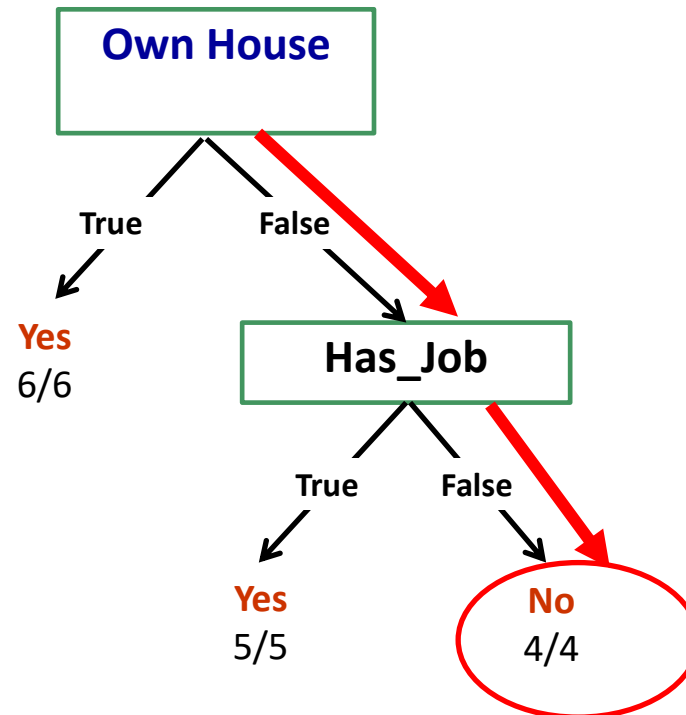 Own House
True
False
Yes
6/6
Has_Job
True
False
Yes
5/5
No
4/4